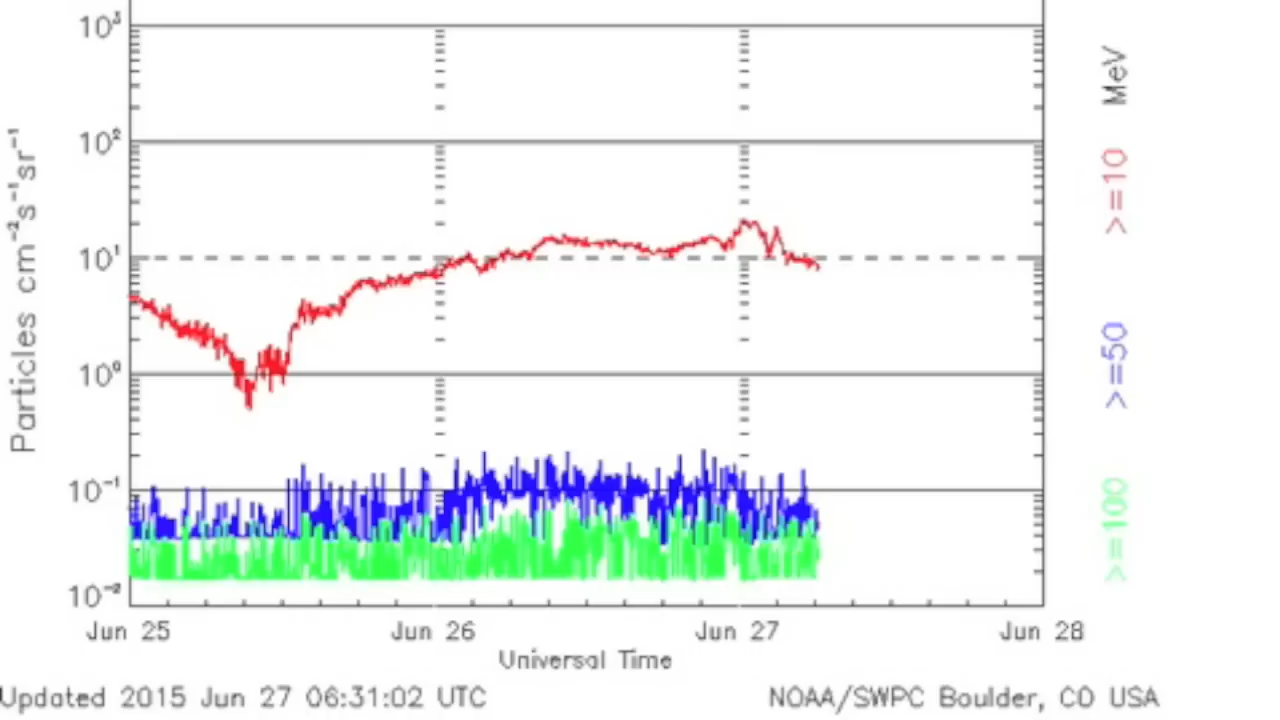 10³
10²
10¹
10⁰
10⁻¹
10⁻²
Particles cm⁻²s⁻¹sr⁻¹
Jun 25
Jun 26
Jun 27
Jun 28
Universal Time
MeV
>=10
>=50
>=100
Updated 2015 Jun 27 06:31:02 UTC
NOAA/SWPC Boulder, CO USA